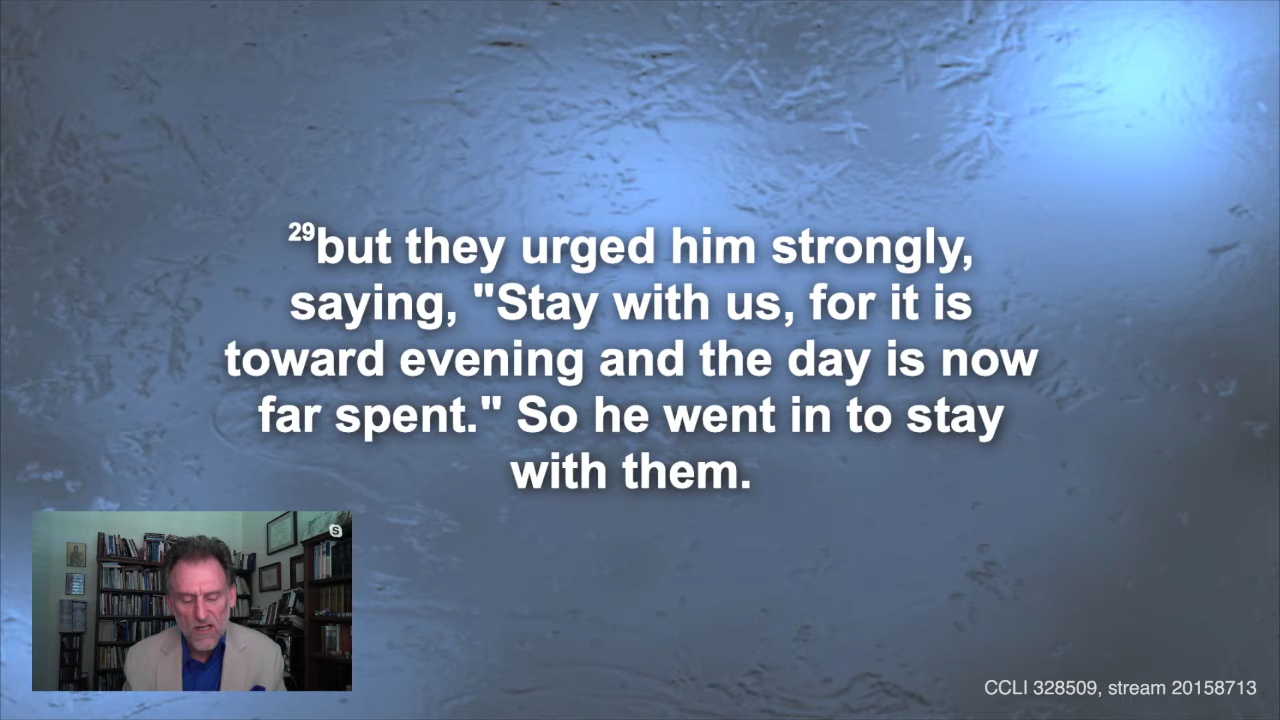 29but they urged him strongly,
saying, "Stay with us, for it is
toward evening and the day is now
far spent." So he went in to stay
with them.
CCLI 328509, stream 20158713